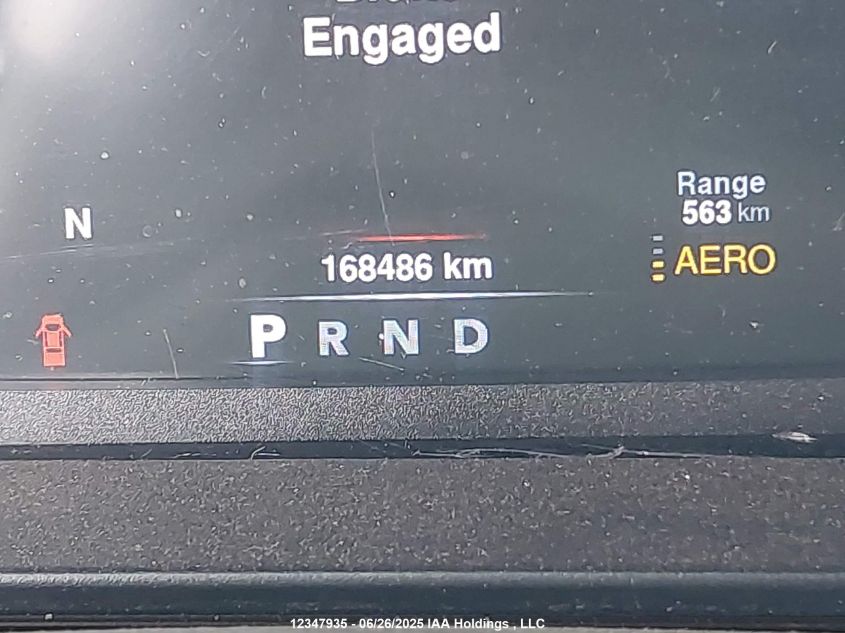 Engaged
Range
563 km
N
168486 km
AERO
P R N D
12347935 - 06/26/2025 IAA Holdings , LLC